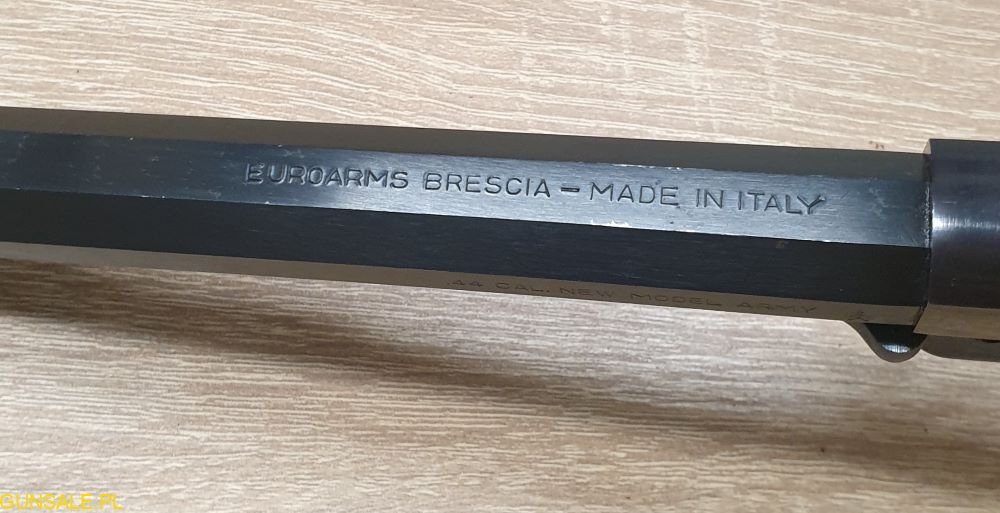 EUROARMS BRESCIA – MADE IN ITALY
.44 CAL. NEW MODEL ARMY
GUNSALE.PL